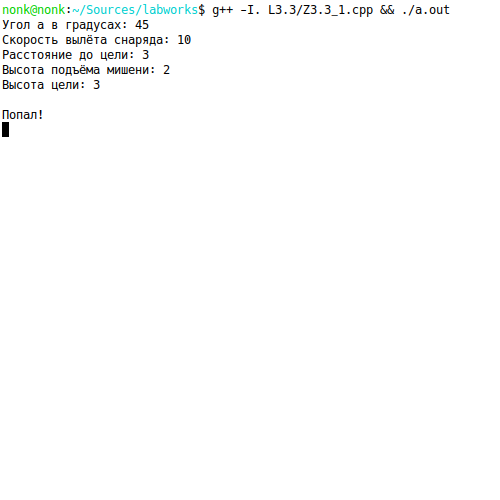 nonk@nonk:~/Sources/labworks$ g++ -I. L3.3/Z3.3_1.cpp && ./a.out
Угол a в градусах: 45
Скорость вылёта снаряда: 10
Расстояние до цели: 3
Высота подъёма мишени: 2
Высота цели: 3
Попал!